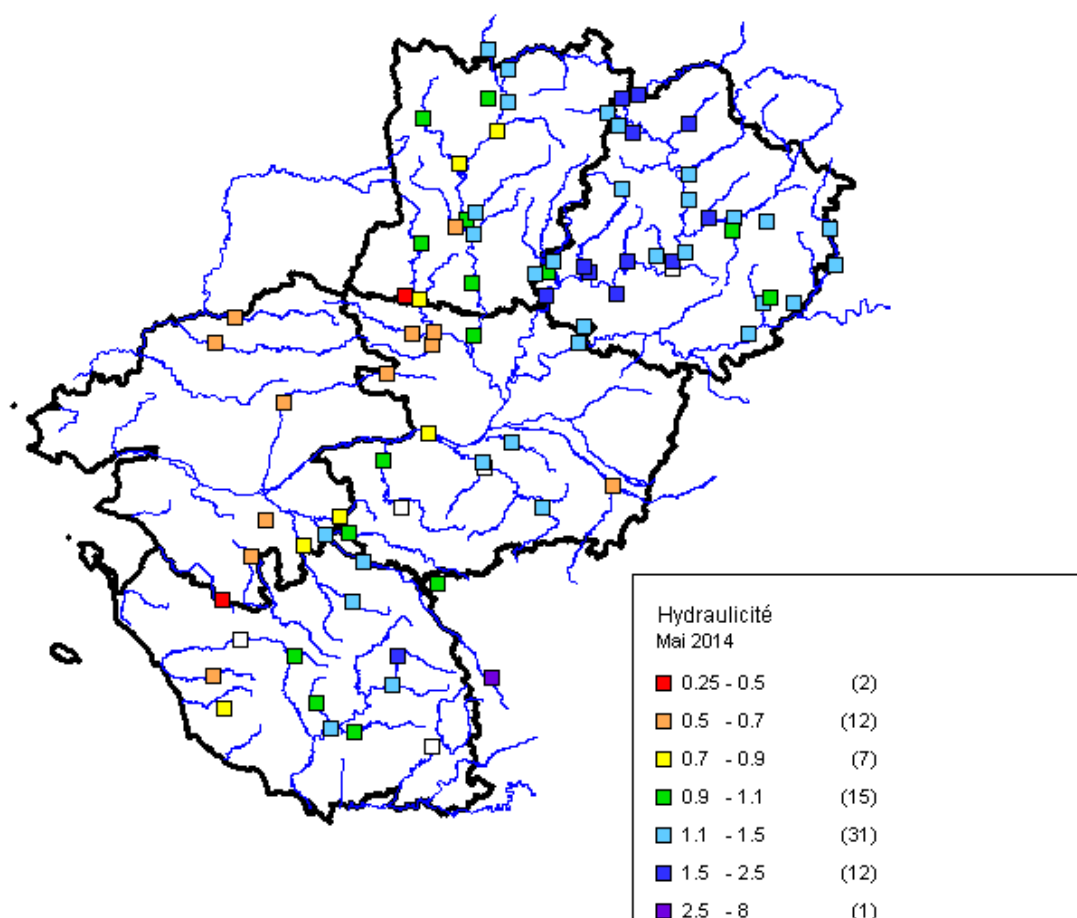 Hydraulicité
Mai 2014
0.25 - 0.5 (2)
0.5 - 0.7 (12)
0.7 - 0.9 (7)
0.9 - 1.1 (15)
1.1 - 1.5 (31)
1.5 - 2.5 (12)
2.5 - 8 (1)